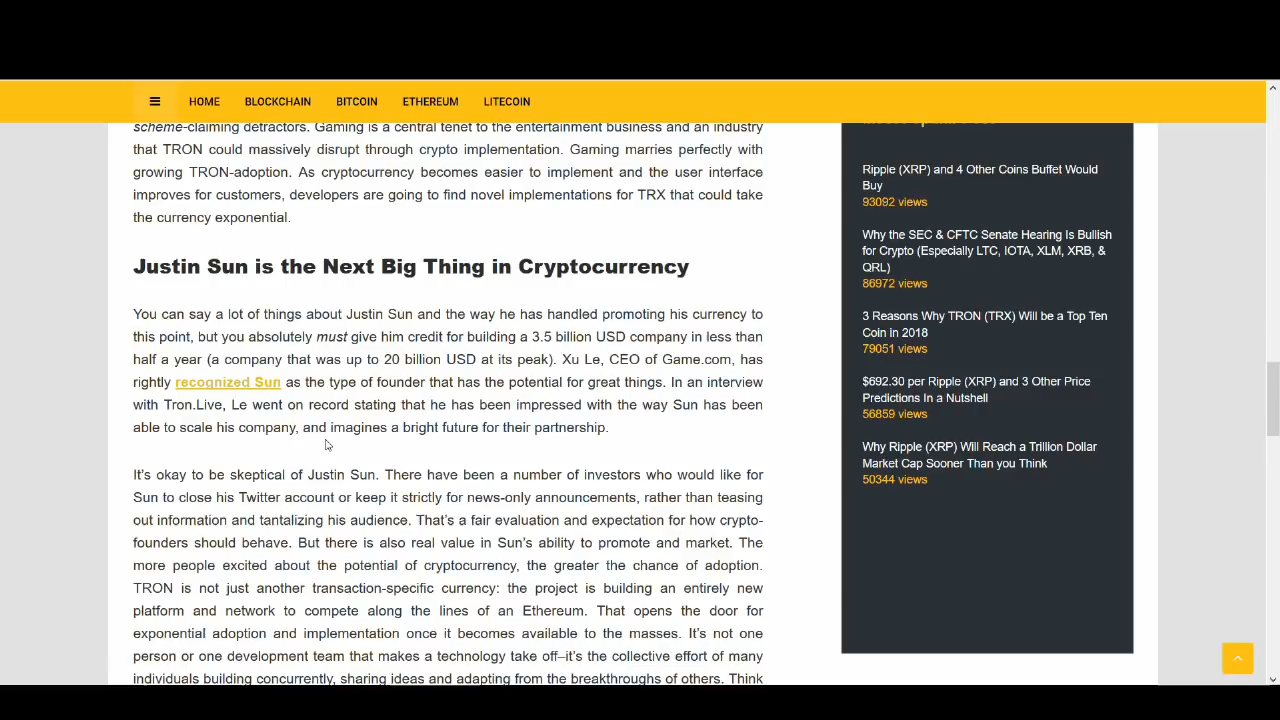 HOME BLOCKCHAIN BITCOIN ETHEREUM LITECOIN
scheme-claiming detractors. Gaming is a central tenet to the entertainment business and an industry
that TRON could massively disrupt through crypto implementation. Gaming marries perfectly with
growing TRON-adoption. As cryptocurrency becomes easier to implement and the user interface
improves for customers, developers are going to find novel implementations for TRX that could take
the currency exponential.
Justin Sun is the Next Big Thing in Cryptocurrency
You can say a lot of things about Justin Sun and the way he has handled promoting his currency to
this point, but you absolutely must give him credit for building a 3.5 billion USD company in less than
half a year (a company that was up to 20 billion USD at its peak). Xu Le, CEO of Game.com, has
rightly recognized Sun as the type of founder that has the potential for great things. In an interview
with Tron.Live, Le went on record stating that he has been impressed with the way Sun has been
able to scale his company, and imagines a bright future for their partnership.
It's okay to be skeptical of Justin Sun. There have been a number of investors who would like for
Sun to close his Twitter account or keep it strictly for news-only announcements, rather than teasing
out information and tantalizing his audience. That's a fair evaluation and expectation for how crypto-
founders should behave. But there is also real value in Sun's ability to promote and market. The
more people excited about the potential of cryptocurrency, the greater the chance of adoption.
TRON is not just another transaction-specific currency: the project is building an entirely new
platform and network to compete along the lines of an Ethereum. That opens the door for
exponential adoption and implementation once it becomes available to the masses. It's not one
person or one development team that makes a technology take off–it's the collective effort of many
individuals building concurrently, sharing ideas and adapting from the breakthroughs of others. Think
Ripple (XRP) and 4 Other Coins Buffet Would
Buy
93092 views
Why the SEC & CFTC Senate Hearing Is Bullish
for Crypto (Especially LTC, IOTA, XLM, XRB, &
QRL)
86972 views
3 Reasons Why TRON (TRX) Will be a Top Ten
Coin in 2018
79051 views
$692.30 per Ripple (XRP) and 3 Other Price
Predictions In a Nutshell
56859 views
Why Ripple (XRP) Will Reach a Trillion Dollar
Market Cap Sooner Than you Think
50344 views